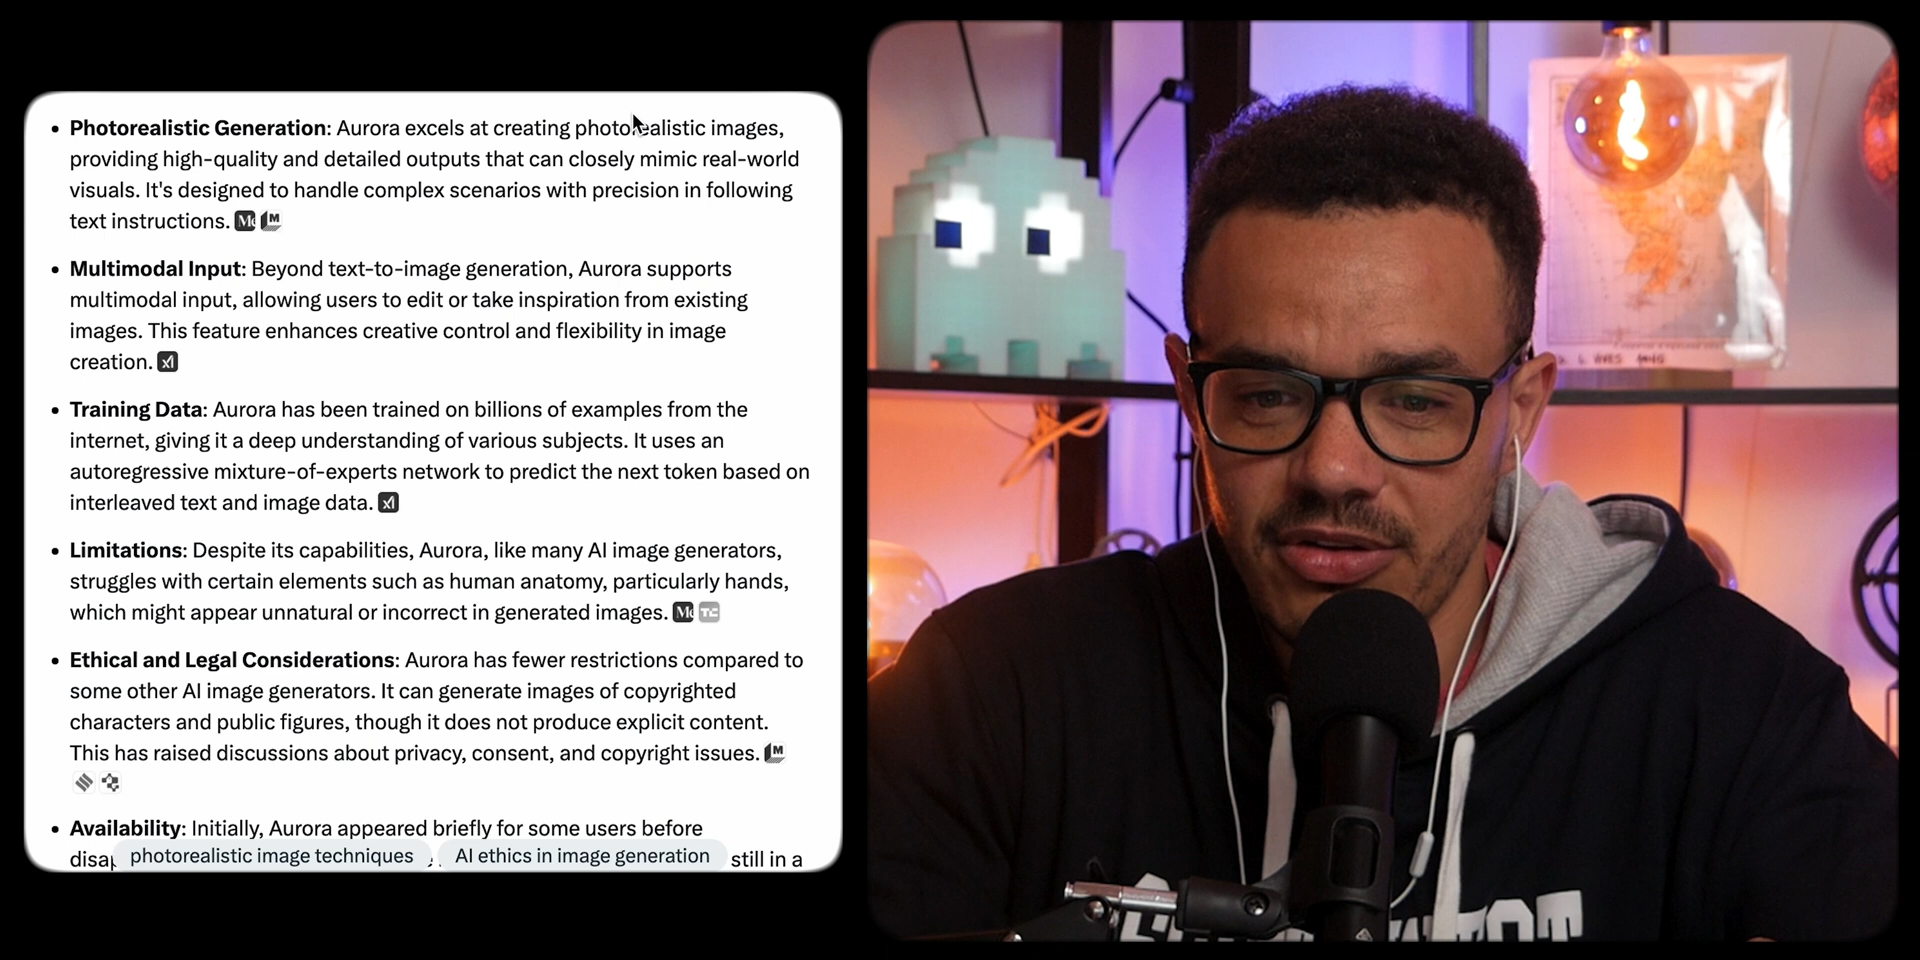 Photorealistic Generation: Aurora excels at creating photorealistic images,
providing high-quality and detailed outputs that can closely mimic real-world
visuals. It's designed to handle complex scenarios with precision in following
text instructions.
Multimodal Input: Beyond text-to-image generation, Aurora supports
multimodal input, allowing users to edit or take inspiration from existing
images. This feature enhances creative control and flexibility in image
creation.
Training Data: Aurora has been trained on billions of examples from the
internet, giving it a deep understanding of various subjects. It uses an
autoregressive mixture-of-experts network to predict the next token based on
interleaved text and image data.
Limitations: Despite its capabilities, Aurora, like many AI image generators,
struggles with certain elements such as human anatomy, particularly hands,
which might appear unnatural or incorrect in generated images.
Ethical and Legal Considerations: Aurora has fewer restrictions compared to
some other AI image generators. It can generate images of copyrighted
characters and public figures, though it does not produce explicit content.
This has raised discussions about privacy, consent, and copyright issues.
Availability: Initially, Aurora appeared briefly for some users before
still in a
photorealistic image techniques
AI ethics in image generation